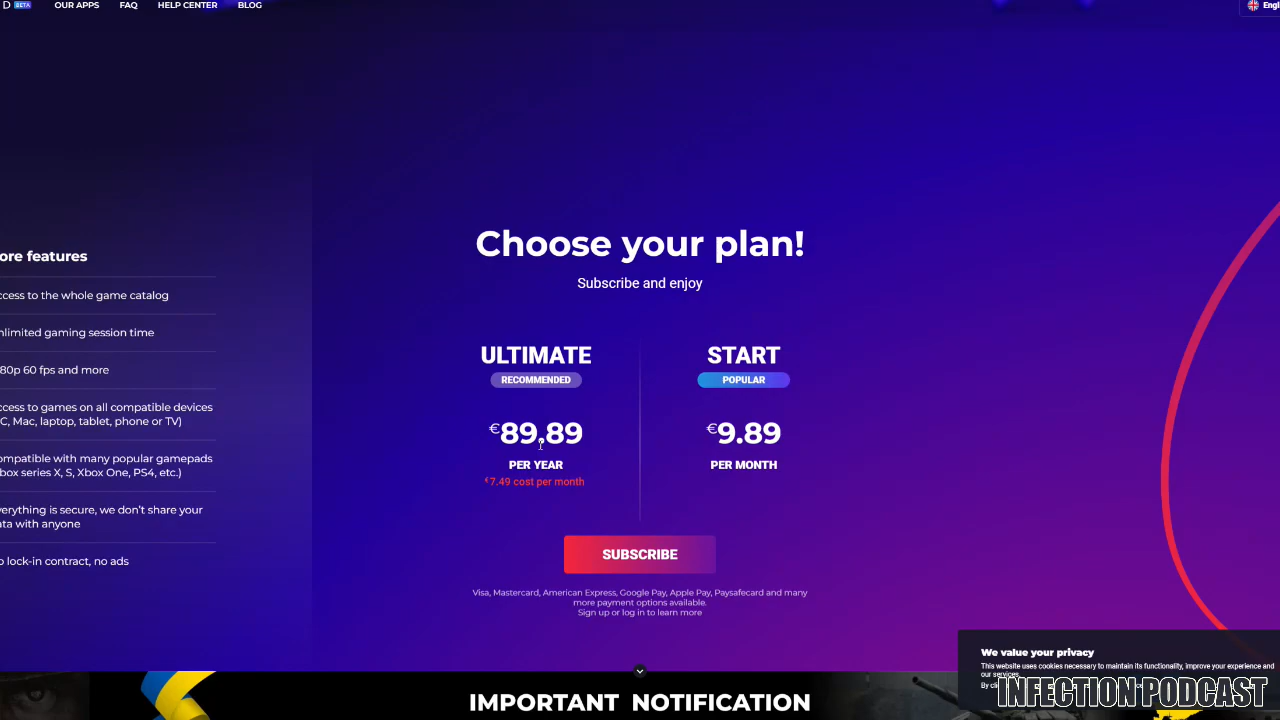 D BETA OUR APPS FAQ HELP CENTER BLOG
Choose your plan!
Subscribe and enjoy
ore features
ccess to the whole game catalog
nlimited gaming session time
80p 60 fps and more
ccess to games on all compatible devices
C, Mac, laptop, tablet, phone or TV)
ompatible with many popular gamepads
box series X, S, Xbox One, PS4, etc.)
verything is secure, we don't share your
ata with anyone
o lock-in contract, no ads
ULTIMATE
RECOMMENDED
€89.89
PER YEAR
€7.49 cost per month
START
POPULAR
€9.89
PER MONTH
SUBSCRIBE
Visa, Mastercard, American Express, Google Pay, Apple Pay, Paysafecard and many
more payment options available.
Sign up or log in to learn more
We value your privacy
This website uses cookies necessary to maintain its functionality, improve your experience and
our services.
INFECTION PODCAST
IMPORTANT NOTIFICATION